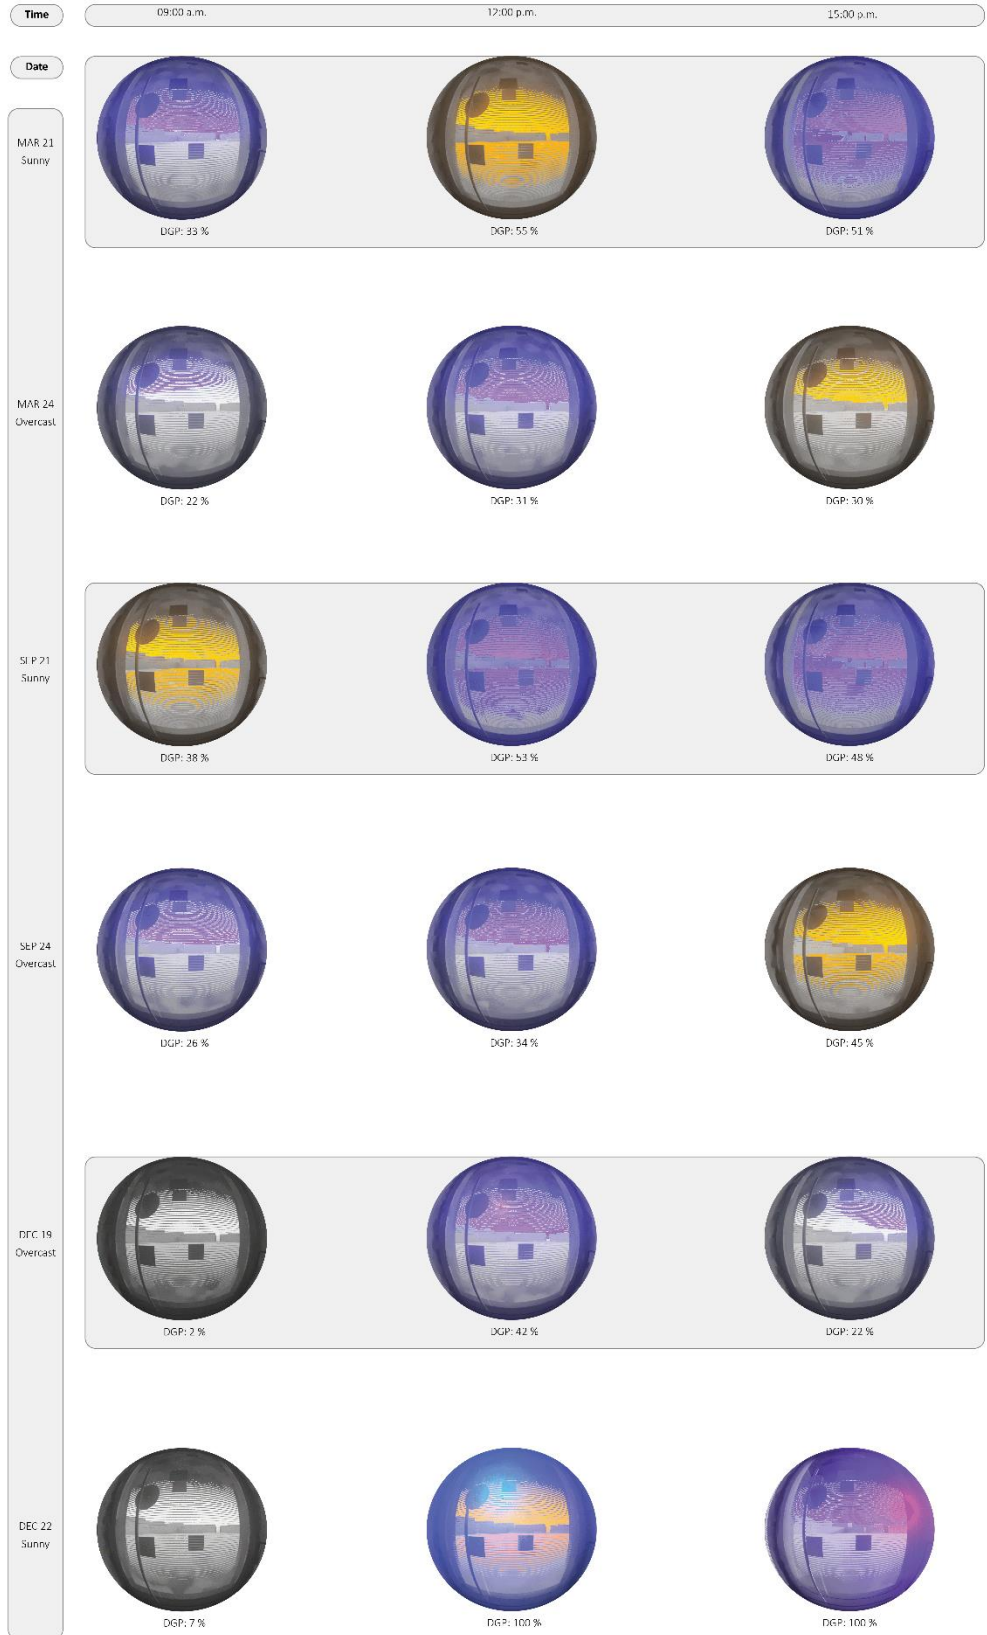 Time
09:00 a.m.
12:00 p.m.
15:00 p.m.
Date
MAR 21
Sunny
DGP: 33 %
DGP: 55 %
DGP: 51 %
MAR 24
Overcast
DGP: 22 %
DGP: 31 %
DGP: 30 %
SEP 21
Sunny
DGP: 38 %
DGP: 53 %
DGP: 48 %
SEP 24
Overcast
DGP: 26 %
DGP: 34 %
DGP: 45 %
DEC 19
Overcast
DGP: 2 %
DGP: 42 %
DGP: 22 %
DEC 22
Sunny
DGP: 7 %
DGP: 100 %
DGP: 100 %